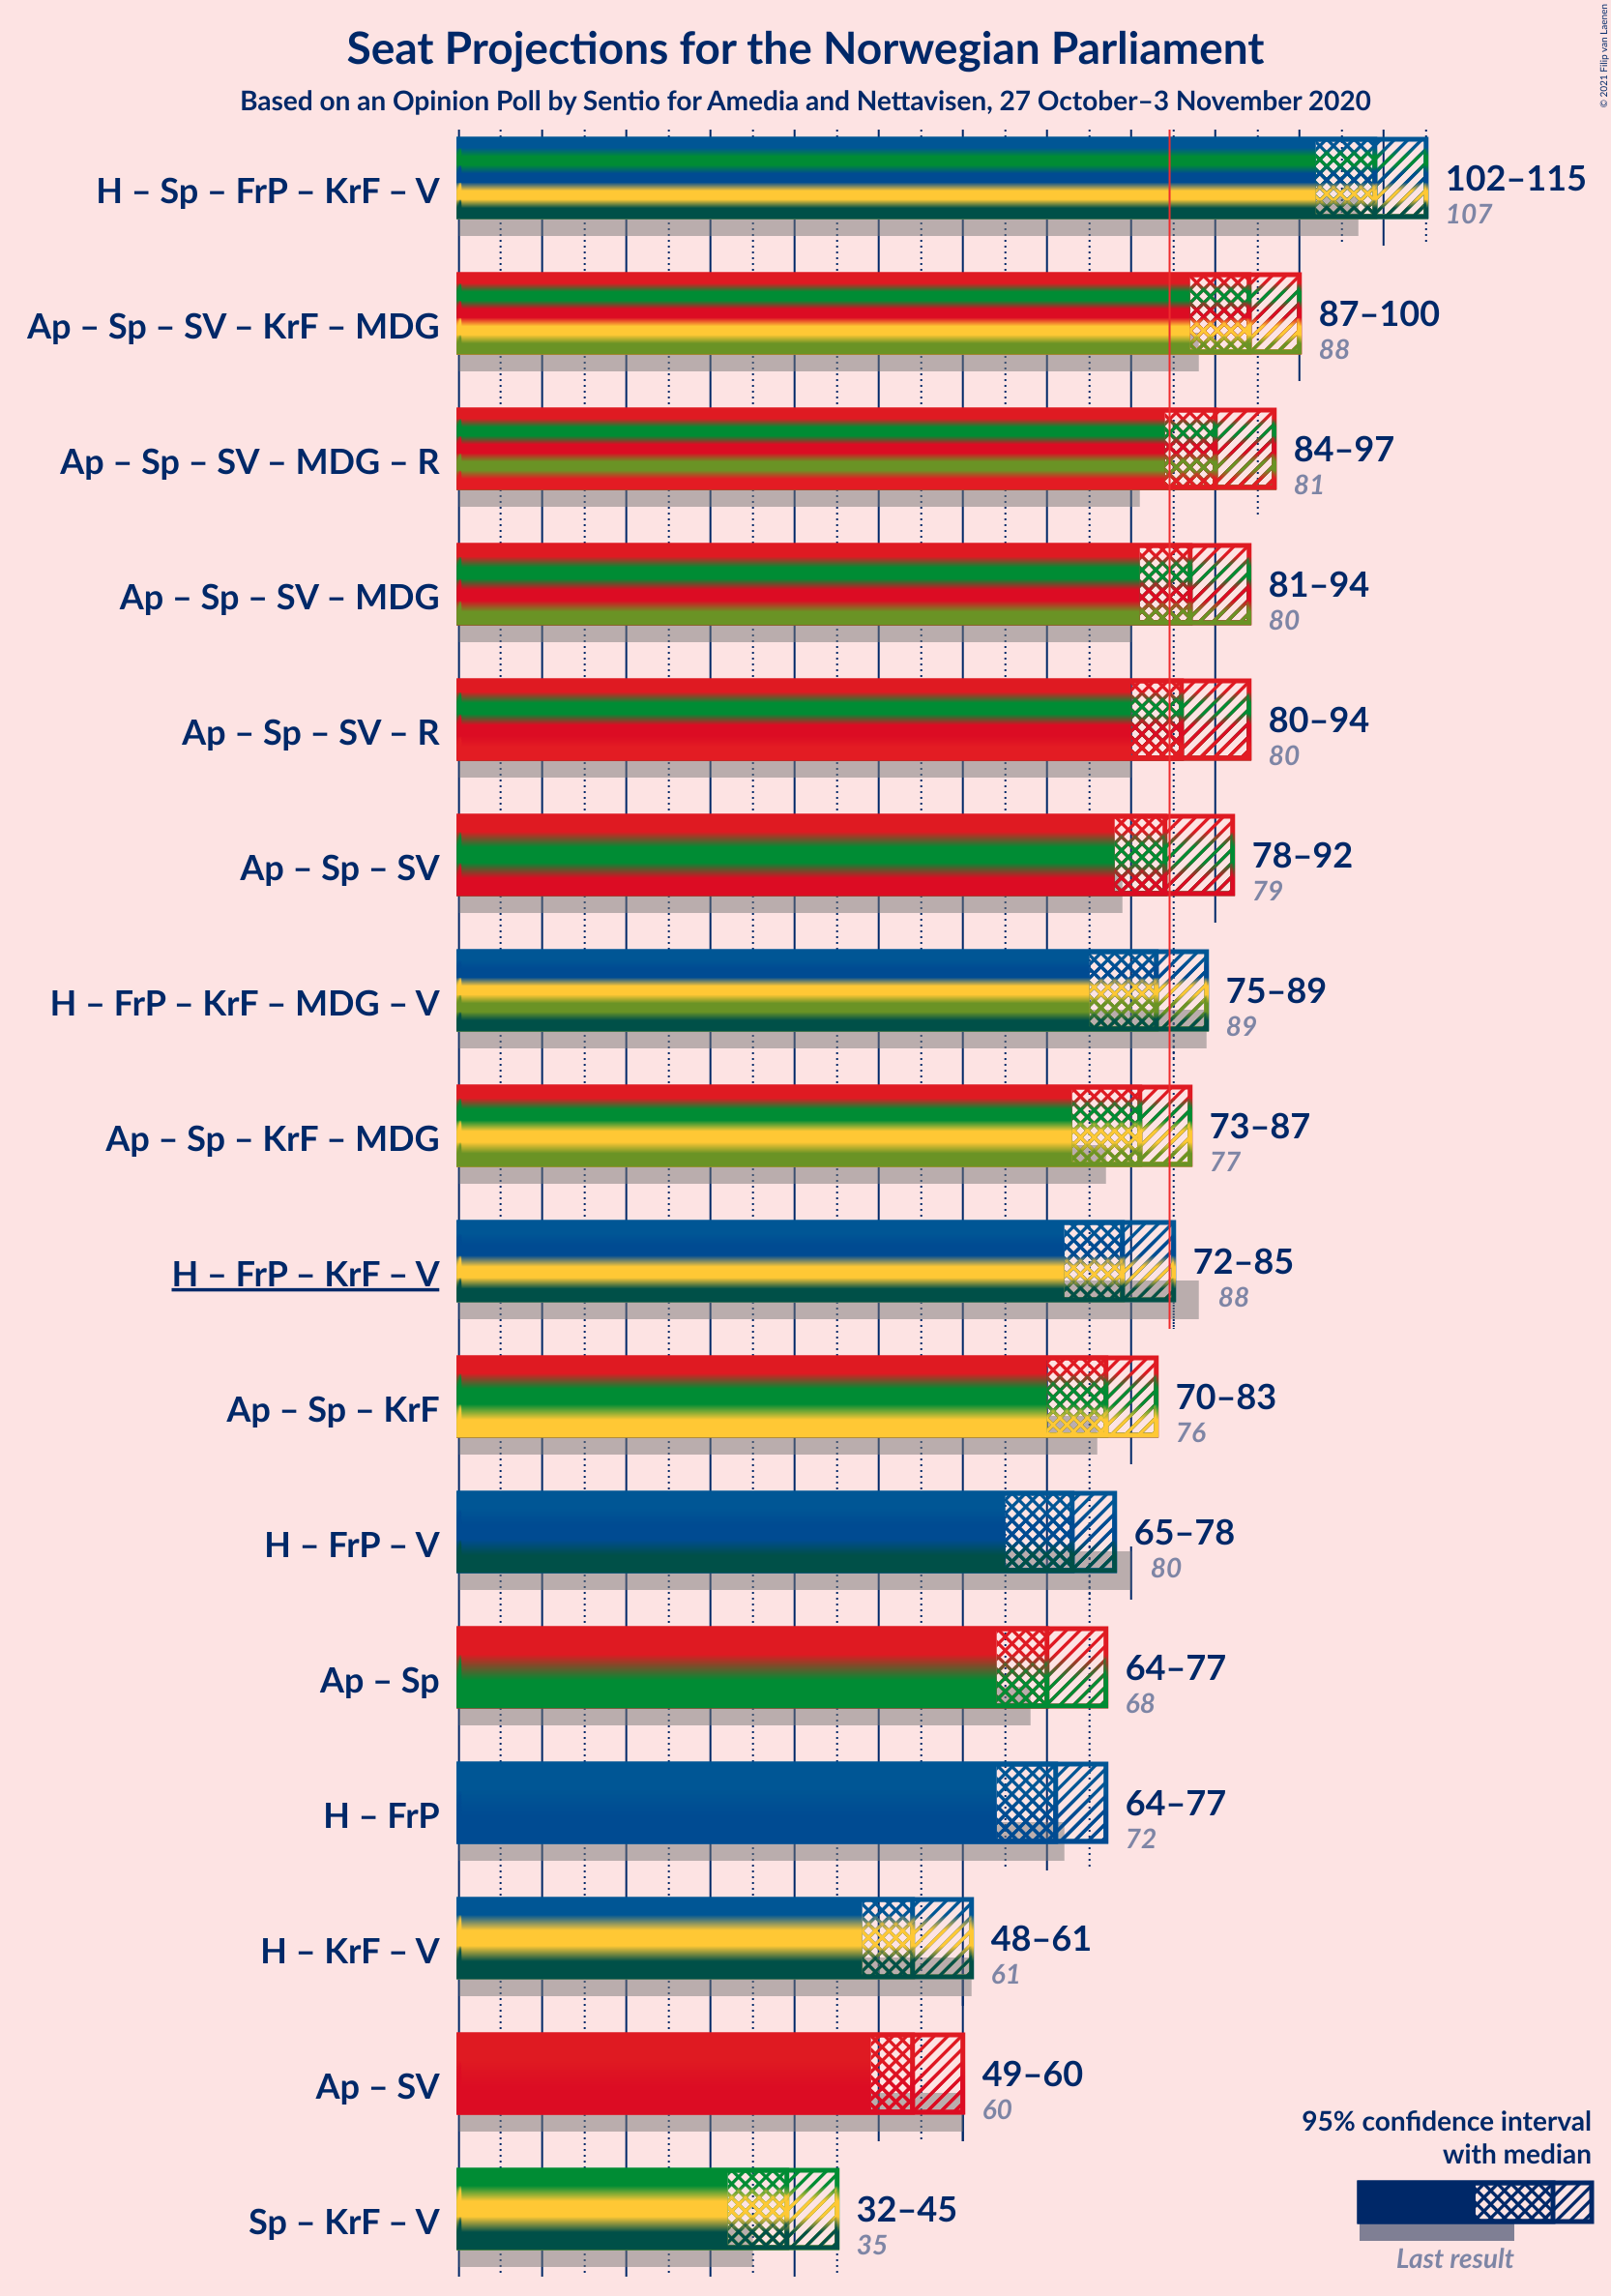 Seat Projections for the Norwegian Parliament
Based on an Opinion Poll by Sentio for Amedia and Nettavisen, 27 October–3 November 2020
© 2021 Filip van Laenen
H – Sp – FrP – KrF – V
102–115
107
Ap – Sp – SV – KrF – MDG
87–100
88
Ap – Sp – SV – MDG – R
84–97
81
Ap – Sp – SV – MDG
81–94
80
Ap – Sp – SV – R
80–94
80
Ap – Sp – SV
78–92
79
H – FrP – KrF – MDG – V
75–89
89
Ap – Sp – KrF – MDG
73–87
77
H – FrP – KrF – V
72–85
88
Ap – Sp – KrF
70–83
76
H – FrP – V
65–78
80
Ap – Sp
64–77
68
H – FrP
64–77
72
H – KrF – V
48–61
61
Ap – SV
49–60
60
Sp – KrF – V
32–45
35
95% confidence interval
with median
Last result